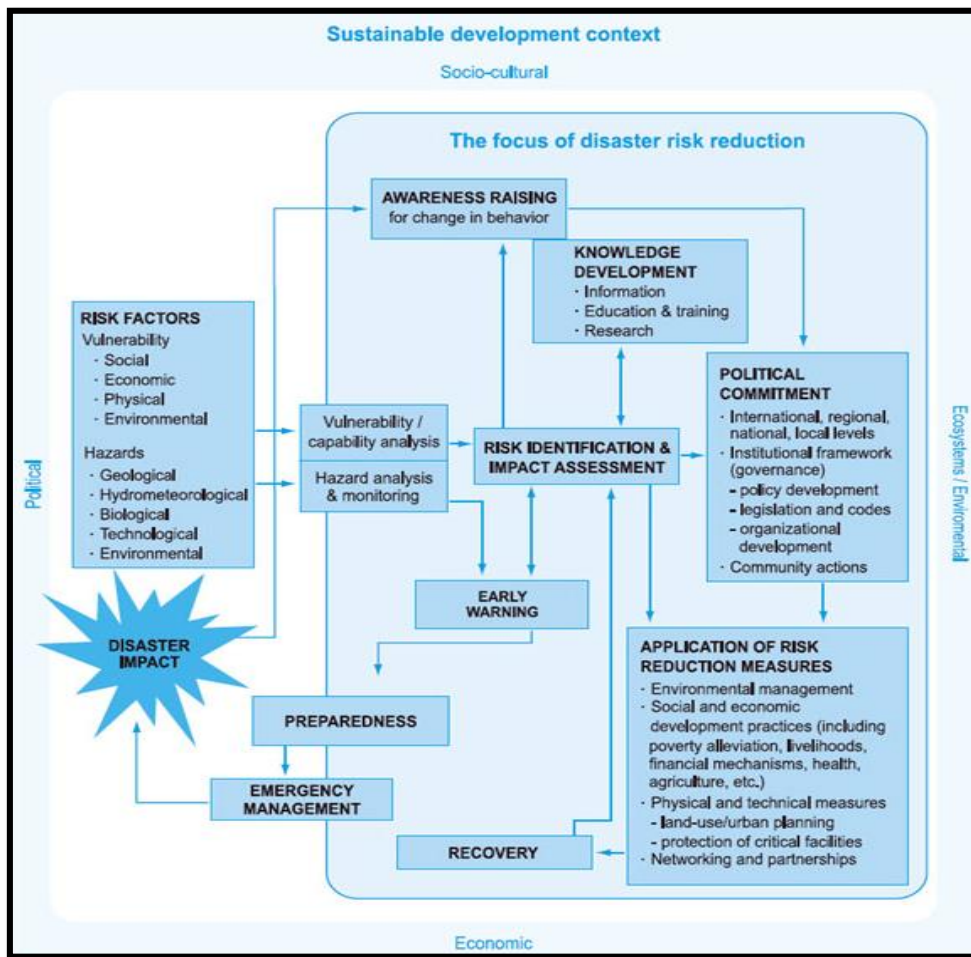 Sustainable development context
Socio-cultural
The focus of disaster risk reduction
AWARENESS RAISING
for change in behavior
KNOWLEDGE
DEVELOPMENT
· Information
· Education & training
· Research
RISK FACTORS
Vulnerability
· Social
· Economic
· Physical
· Environmental
Hazards
· Geological
· Hydrometeorological
· Biological
· Technological
· Environmental
Vulnerability /
capability analysis
Hazard analysis
& monitoring
RISK IDENTIFICATION &
IMPACT ASSESSMENT
POLITICAL
COMMITMENT
· International, regional,
national, local levels
· Institutional framework
(governance)
- policy development
- legislation and codes
- organizational
development
· Community actions
Political
Ecosystems / Enviromental
EARLY
WARNING
DISASTER
IMPACT
APPLICATION OF RISK
REDUCTION MEASURES
· Environmental management
· Social and economic
development practices (including
poverty alleviation, livelihoods,
financial mechanisms, health,
agriculture, etc.)
· Physical and technical measures
- land-use/urban planning
- protection of critical facilities
· Networking and partnerships
PREPAREDNESS
EMERGENCY
MANAGEMENT
RECOVERY
Economic